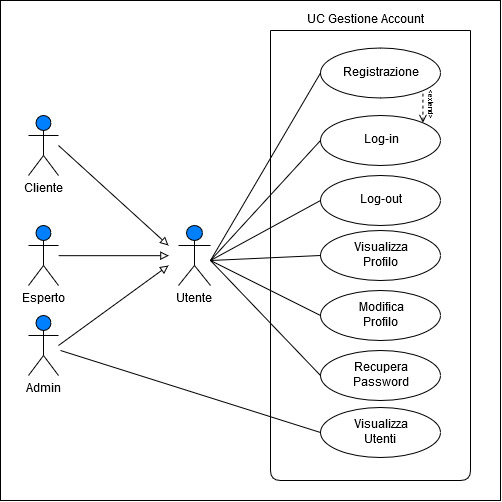 UC Gestione Account
Registrazione
<extend>
Log-in
Cliente
Log-out
Visualizza
Profilo
Esperto
Utente
Modifica
Profilo
Admin
Recupera
Password
Visualizza
Utenti